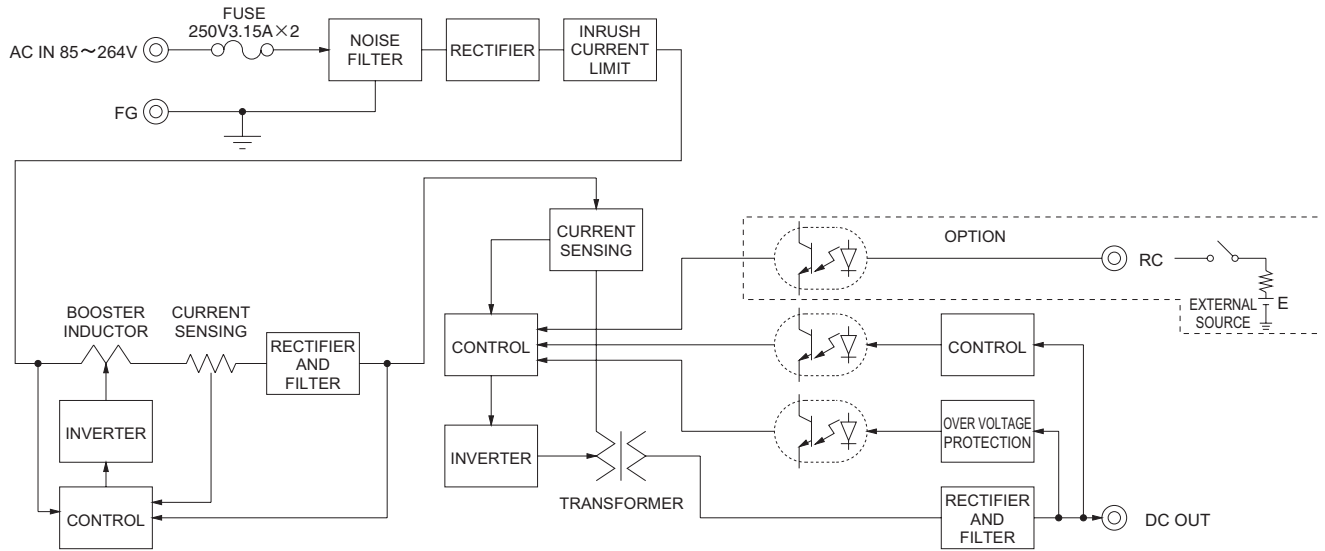 FUSE
250V3.15A×2
AC IN 85～264V
NOISE
FILTER
RECTIFIER
INRUSH
CURRENT
LIMIT
FG
CURRENT
SENSING
OPTION
RC
E
EXTERNAL
SOURCE
BOOSTER
INDUCTOR
CURRENT
SENSING
RECTIFIER
AND
FILTER
CONTROL
CONTROL
INVERTER
INVERTER
OVER VOLTAGE
PROTECTION
TRANSFORMER
CONTROL
RECTIFIER
AND
FILTER
DC OUT